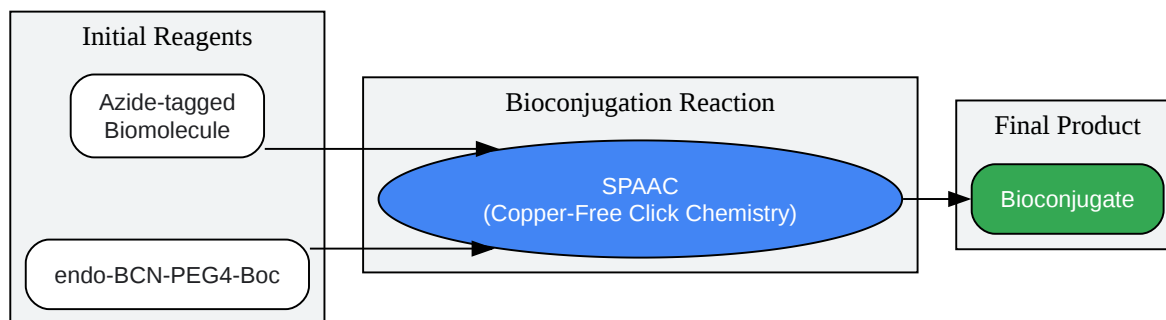 Initial Reagents
Azide-tagged
Biomolecule
endo-BCN-PEG4-Boc
Bioconjugation Reaction
SPAAC
(Copper-Free Click Chemistry)
Final Product
Bioconjugate